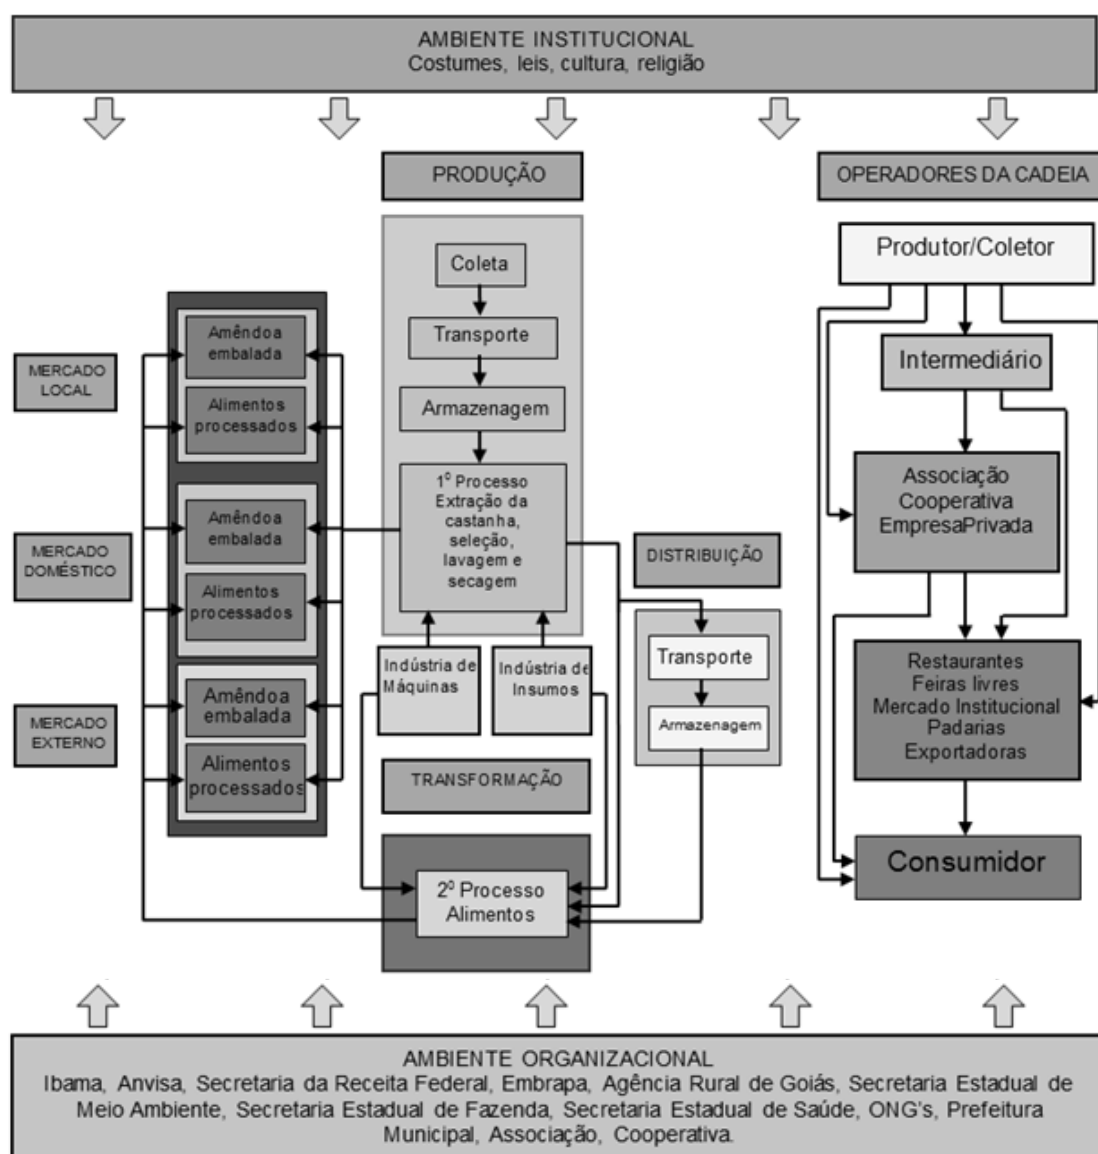 AMBIENTE INSTITUCIONAL
Costumes, leis, cultura, religião
PRODUÇÃO
OPERADORES DA CADEIA
Coleta
Transporte
Armazenagem
1º Processo
Extração da
castanha,
seleção,
lavagem e
secagem
MERCADO
LOCAL
Amêndoa
embalada
Alimentos
processados
MERCADO
DOMÉSTICO
Amêndoa
embalada
Alimentos
processados
MERCADO
EXTERNO
Amêndoa
embalada
Alimentos
processados
Indústria de
Máquinas
Indústria de
Insumos
DISTRIBUIÇÃO
Transporte
Armazenagem
TRANSFORMAÇÃO
2º Processo
Alimentos
Produtor/Coletor
Intermediário
Associação
Cooperativa
EmpresaPrivada
Restaurantes
Feiras livres
Mercado Institucional
Padarias
Exportadoras
Consumidor
AMBIENTE ORGANIZACIONAL
Ibama, Anvisa, Secretaria da Receita Federal, Embrapa, Agência Rural de Goiás, Secretaria Estadual de
Meio Ambiente, Secretaria Estadual de Fazenda, Secretaria Estadual de Saúde, ONG's, Prefeitura
Municipal, Associação, Cooperativa.